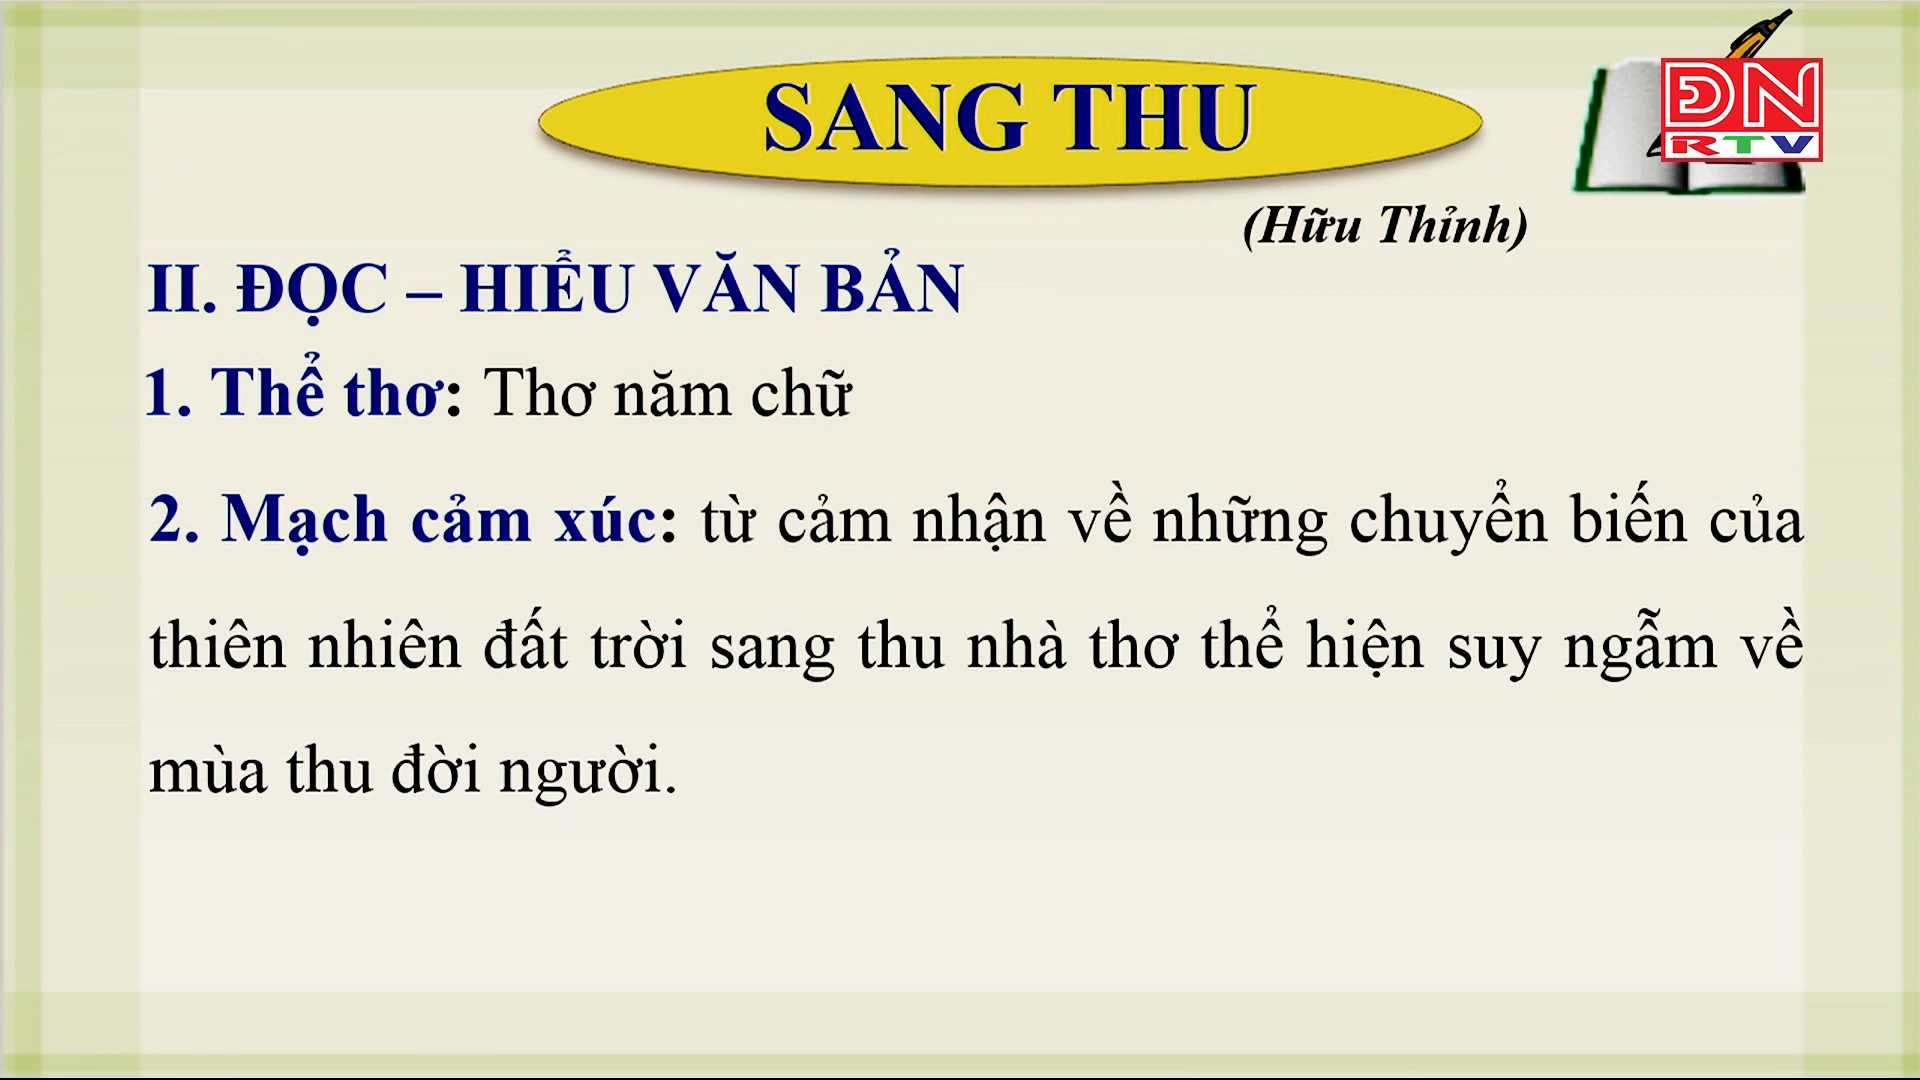 SANG THU
ĐN
RTV
(Hữu Thỉnh)
II. ĐỌC – HIỂU VĂN BẢN
1. Thể thơ: Thơ năm chữ
2. Mạch cảm xúc: từ cảm nhận về những chuyển biến của
thiên nhiên đất trời sang thu nhà thơ thể hiện suy ngẫm về
mùa thu đời người.